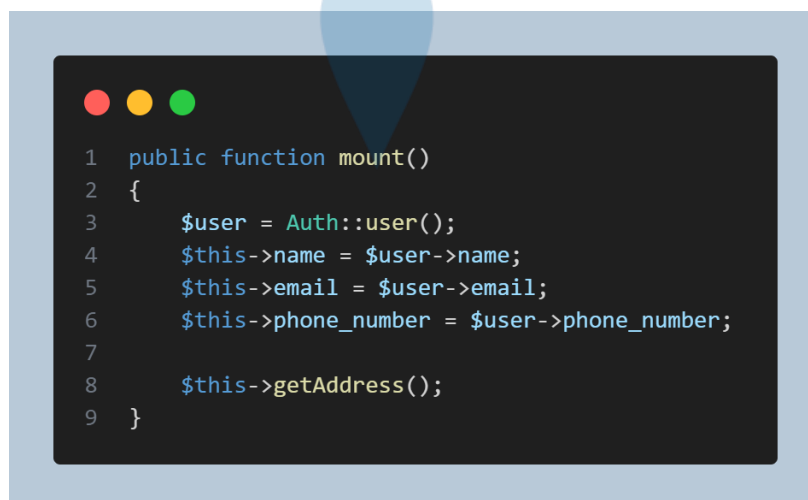 1 public function mount()
2 {
3     $user = Auth::user();
4     $this->name = $user->name;
5     $this->email = $user->email;
6     $this->phone_number = $user->phone_number;
7
8     $this->getAddress();
9 }